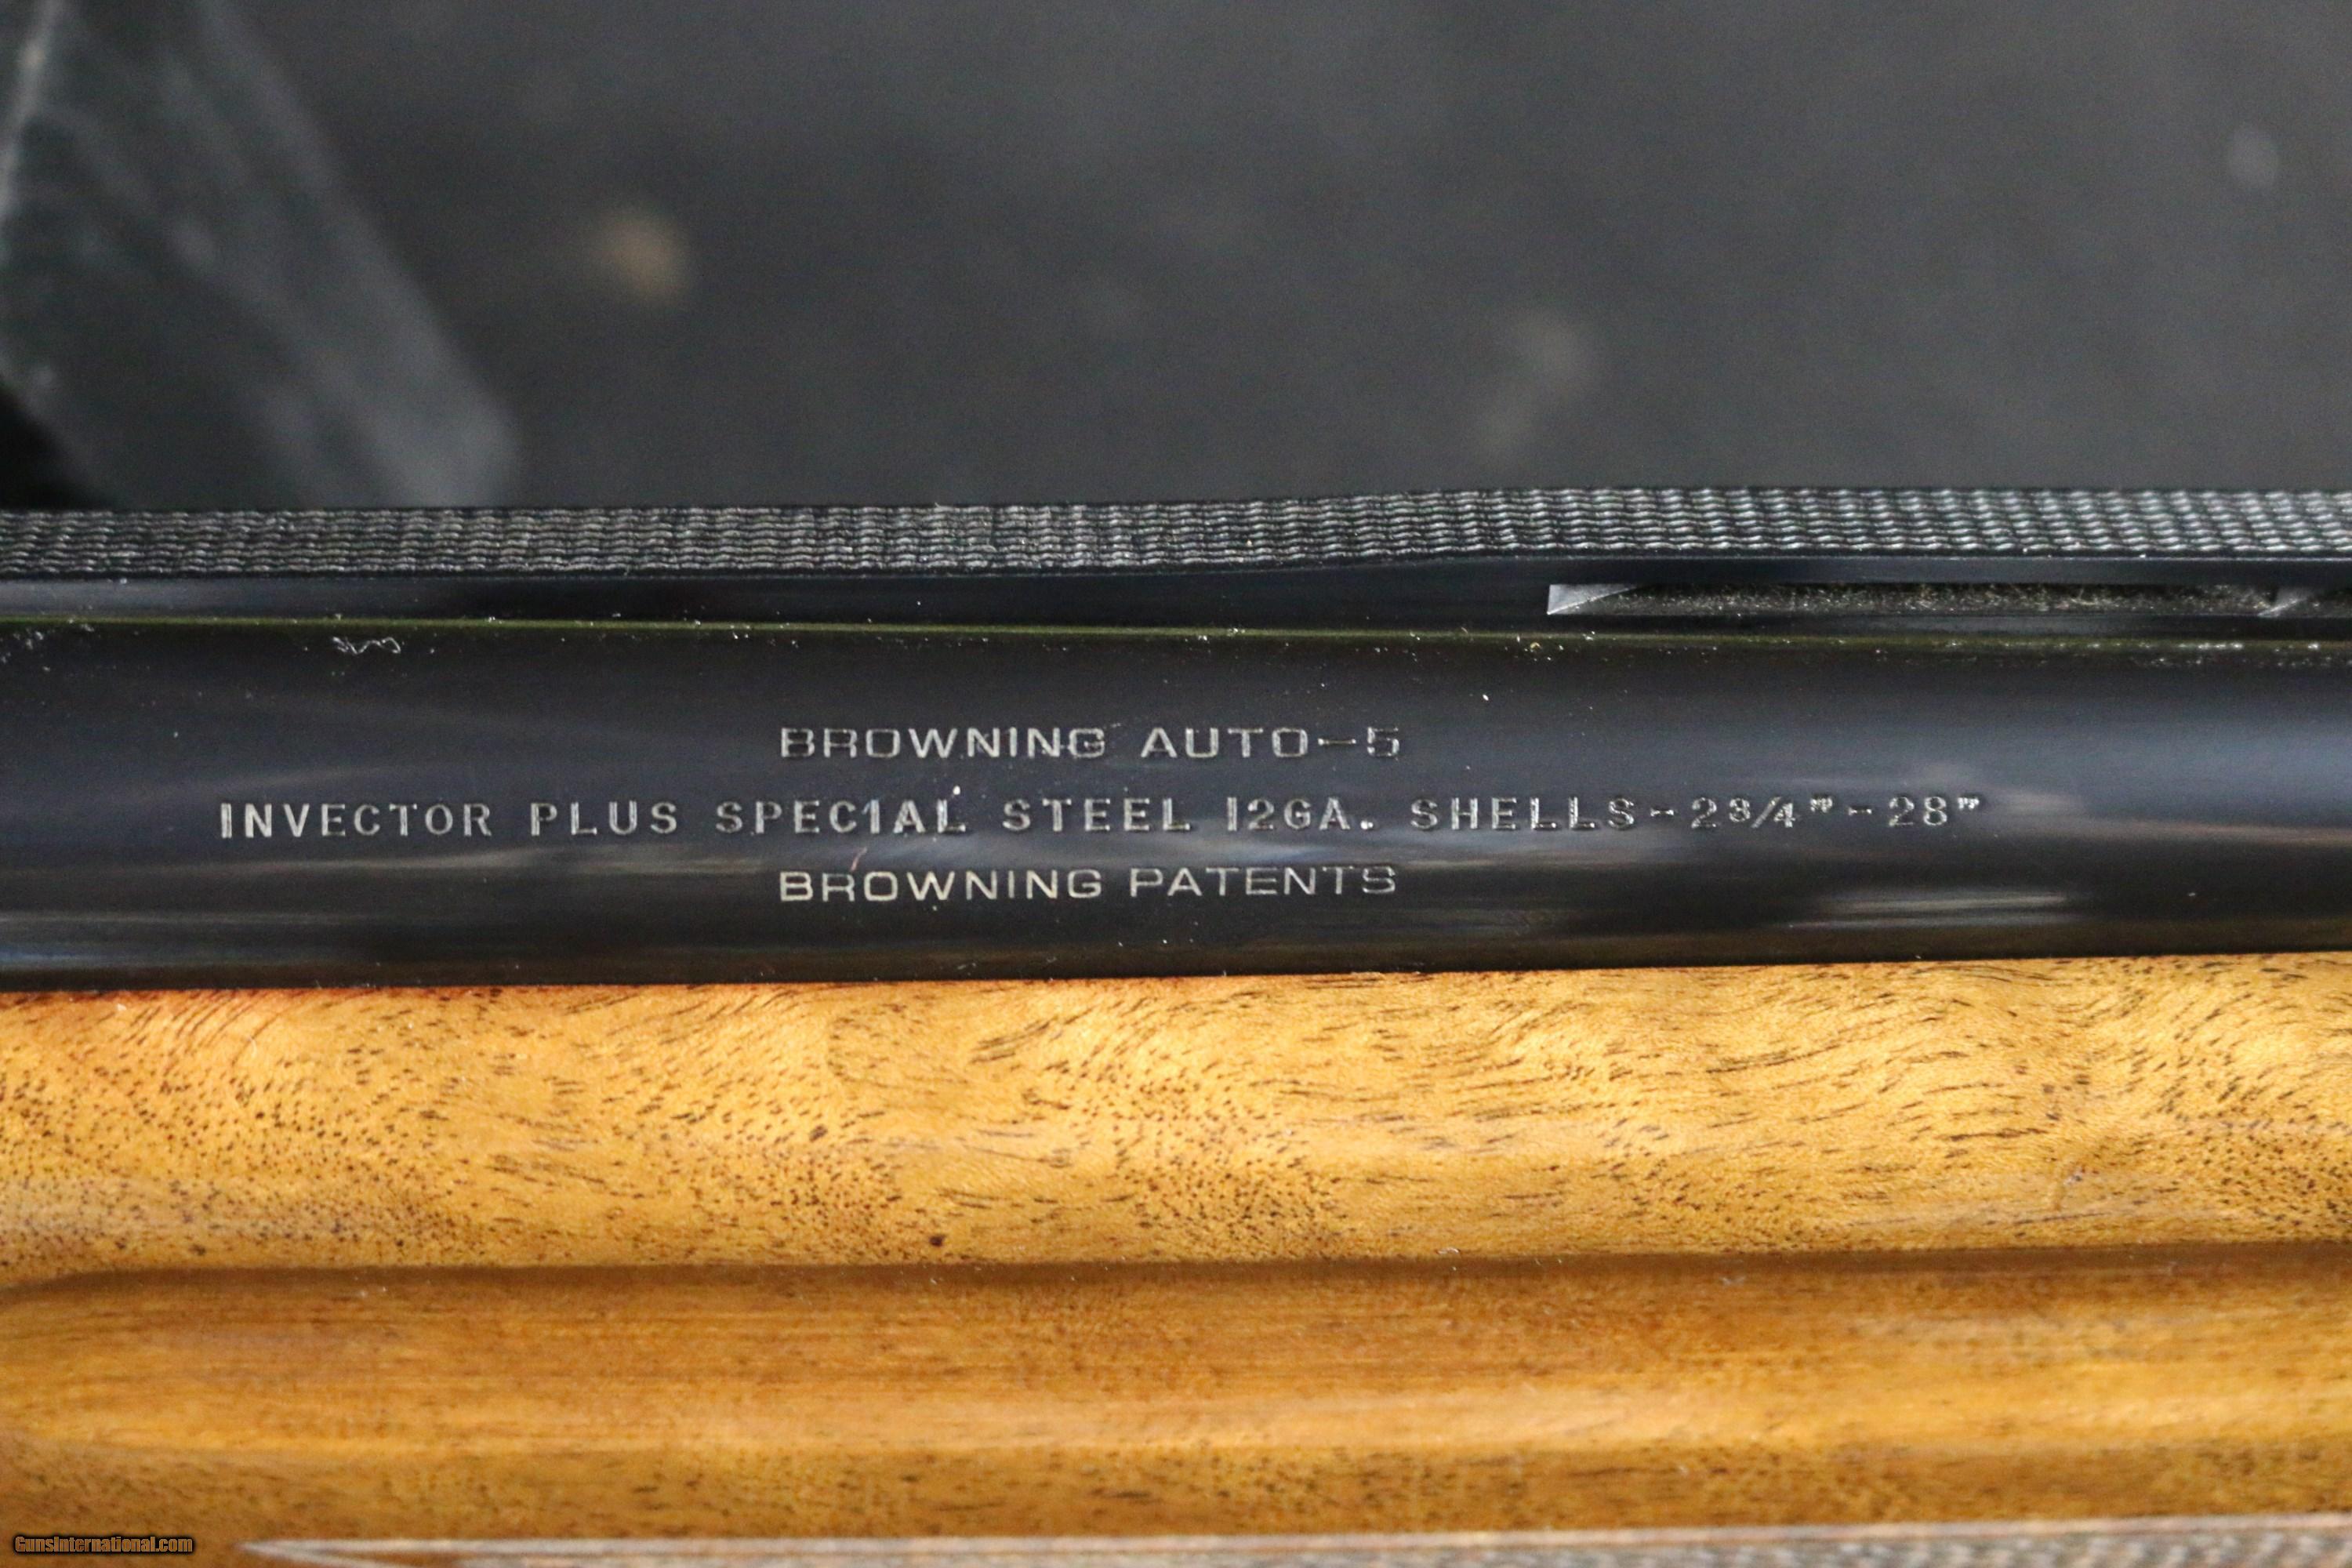 BROWNING AUTO-5
INVECTOR PLUS SPECIAL STEEL 12GA. SHELLS-2 3/4"-28"
BROWNING PATENTS
GunsInternational.com